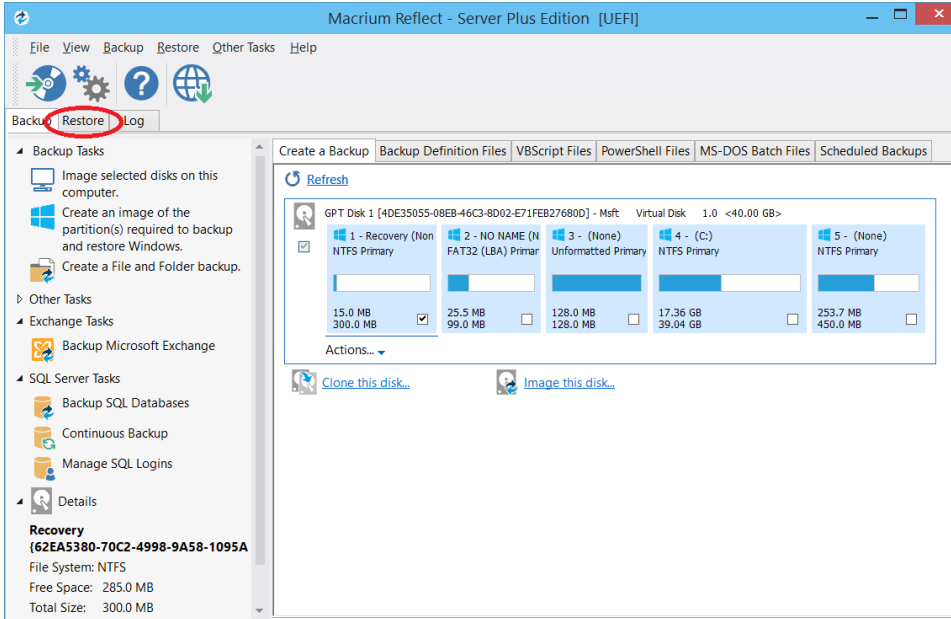 Macrium Reflect - Server Plus Edition [UEFI]
File View Backup Restore Other Tasks Help
Backup Restore Log
Backup Tasks
Image selected disks on this
computer.
Create an image of the
partition(s) required to backup
and restore Windows.
Create a File and Folder backup.
Other Tasks
Exchange Tasks
Backup Microsoft Exchange
SQL Server Tasks
Backup SQL Databases
Continuous Backup
Manage SQL Logins
Details
Recovery
{62EA5380-70C2-4998-9A58-1095A
File System: NTFS
Free Space: 285.0 MB
Total Size: 300.0 MB
Create a Backup Backup Definition Files VBScript Files PowerShell Files MS-DOS Batch Files Scheduled Backups
Refresh
GPT Disk 1 [4DE35055-08EB-46C3-8D02-E71FEB27680D] - Msft Virtual Disk 1.0 <40.00 GB>
1 - Recovery (Non
NTFS Primary
15.0 MB
300.0 MB
2 - NO NAME (N
FAT32 (LBA) Primar
25.5 MB
99.0 MB
3 - (None)
Unformatted Primary
128.0 MB
128.0 MB
4 - (C:)
NTFS Primary
17.36 GB
39.04 GB
5 - (None)
NTFS Primary
253.7 MB
450.0 MB
Actions...
Clone this disk...
Image this disk...